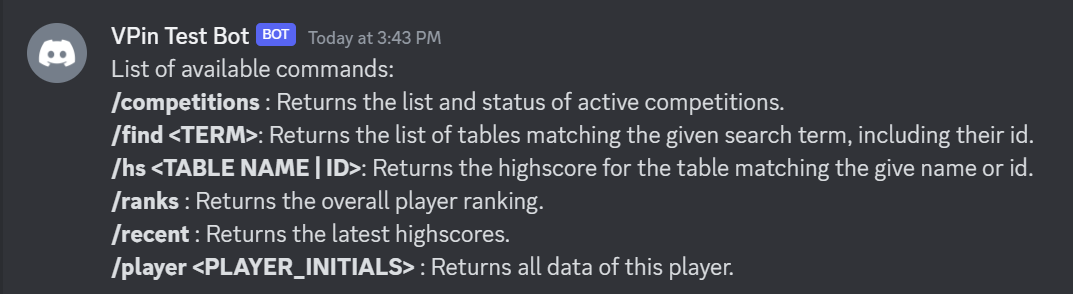 VPin Test Bot BOT Today at 3:43 PM
List of available commands:
/competitions : Returns the list and status of active competitions.
/find <TERM>: Returns the list of tables matching the given search term, including their id.
/hs <TABLE NAME | ID>: Returns the highscore for the table matching the give name or id.
/ranks : Returns the overall player ranking.
/recent : Returns the latest highscores.
/player <PLAYER_INITIALS> : Returns all data of this player.